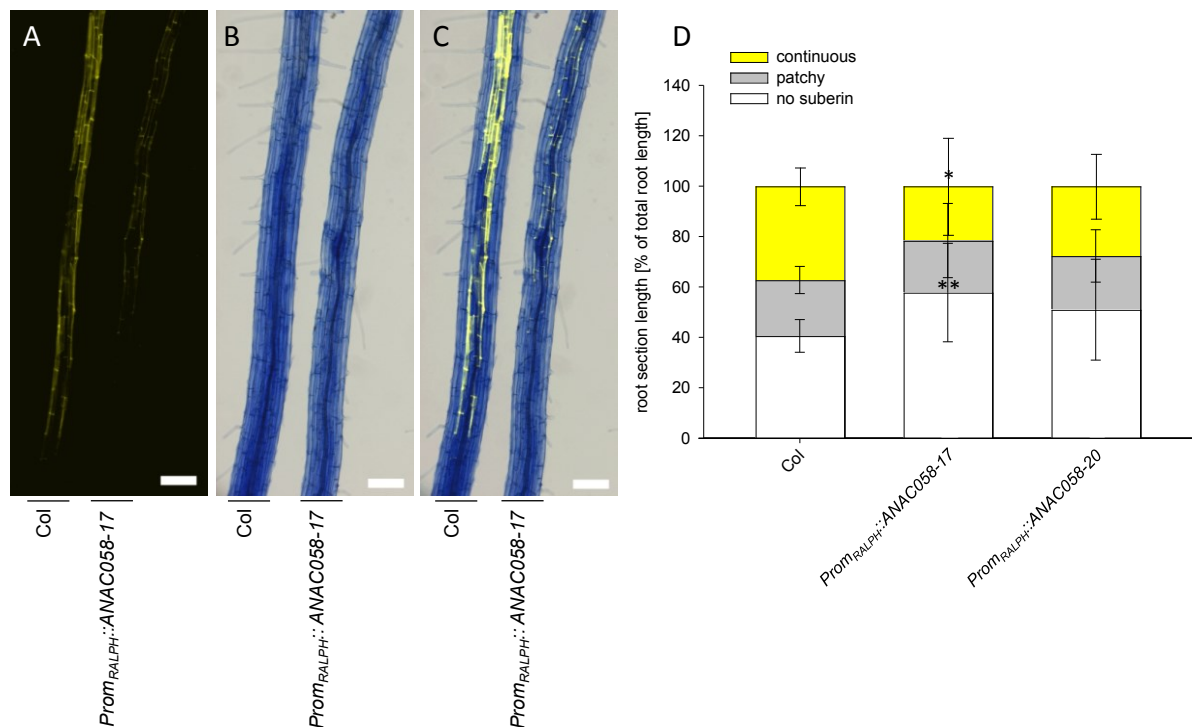 A
B
C
D
continuous
patchy
no suberin
root section length [% of total root length]
140
120
100
80
60
40
20
0
*
**
Col
PromRALPH::ANAC058-17
PromRALPH::ANAC058-20
Col
PromRALPH::ANAC058-17
Col
PromRALPH:: ANAC058-17
Col
PromRALPH:: ANAC058-17